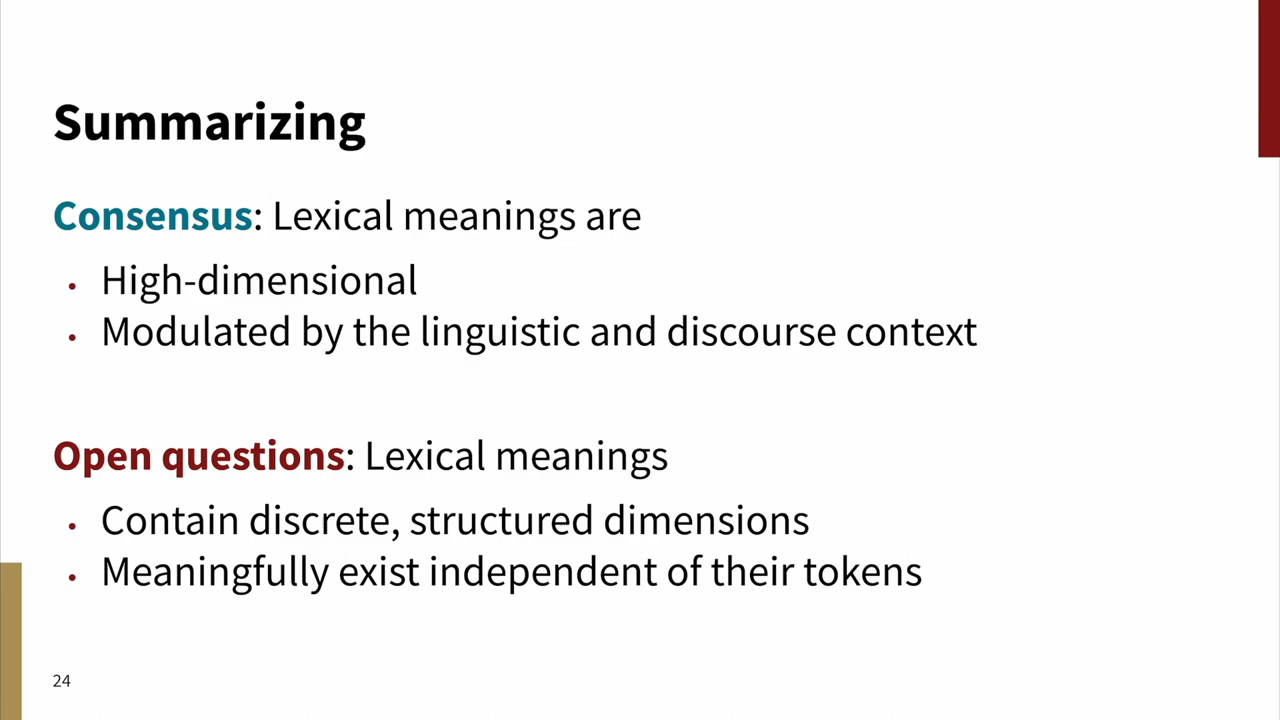 Summarizing
Consensus: Lexical meanings are
• High-dimensional
• Modulated by the linguistic and discourse context
Open questions: Lexical meanings
• Contain discrete, structured dimensions
• Meaningfully exist independent of their tokens
24